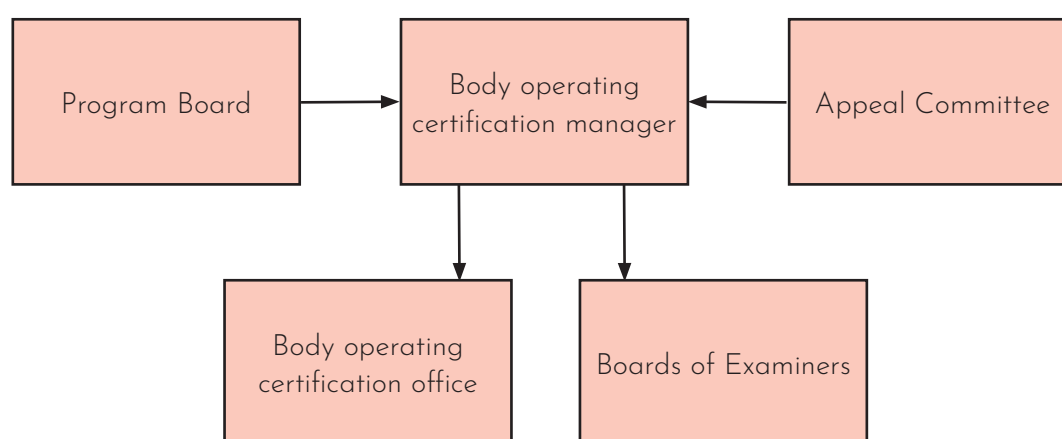 Program Board
Body operating
certification manager
Appeal Committee
Body operating
certification office
Boards of Examiners